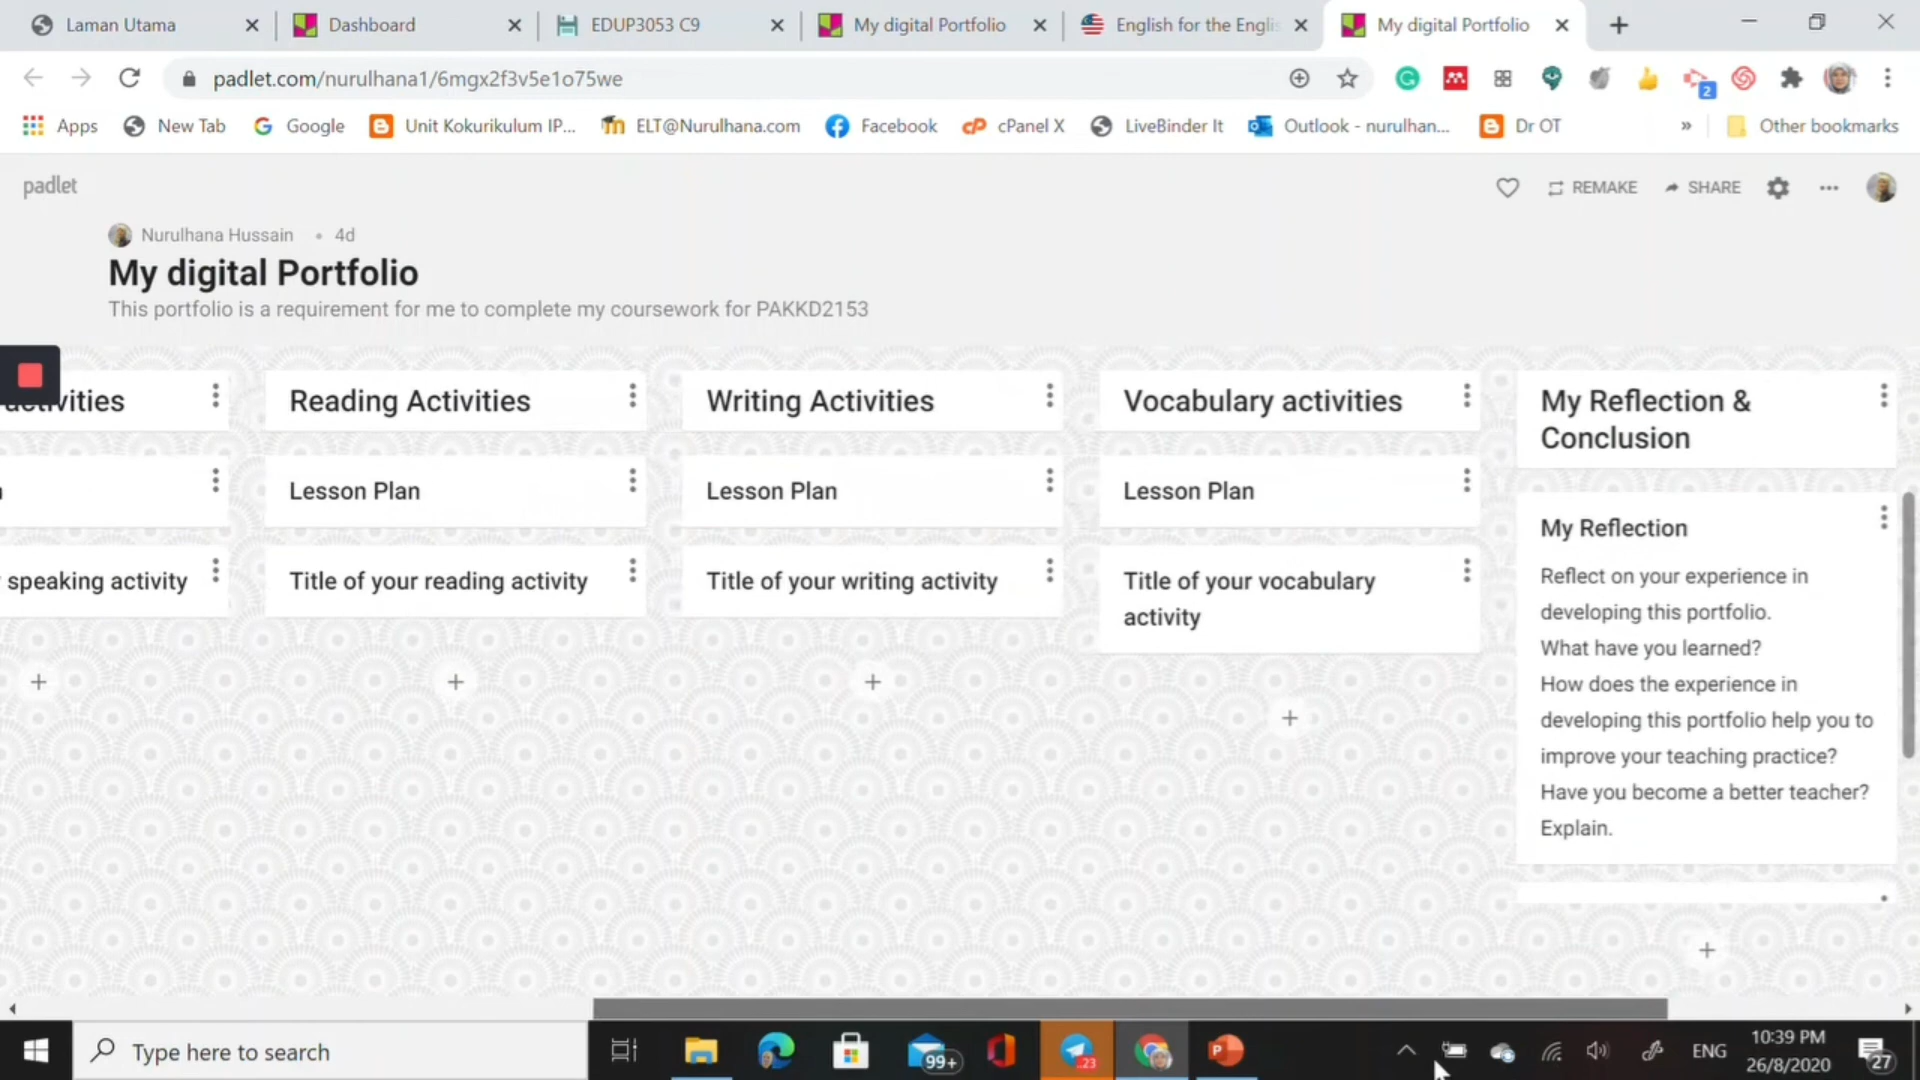 Laman Utama
Dashboard
EDUP3053 C9
My digital Portfolio
English for the Englis
My digital Portfolio
padlet.com/nurulhana1/6mgx2f3v5e1o75we
2
Apps
New Tab
Google
Unit Kokurikulum IP...
ELT@Nurulhana.com
Facebook
cPanel X
LiveBinder It
Outlook - nurulhan...
Dr OT
»
Other bookmarks
padlet
REMAKE
SHARE
Nurulhana Hussain • 4d
My digital Portfolio
This portfolio is a requirement for me to complete my coursework for PAKKD2153
activities
speaking activity
Reading Activities
Lesson Plan
Title of your reading activity
Writing Activities
Lesson Plan
Title of your writing activity
Vocabulary activities
Lesson Plan
Title of your vocabulary
activity
My Reflection &
Conclusion
My Reflection
Reflect on your experience in
developing this portfolio.
What have you learned?
How does the experience in
developing this portfolio help you to
improve your teaching practice?
Have you become a better teacher?
Explain.
Type here to search
99+
23
ENG
10:39 PM
26/8/2020
27